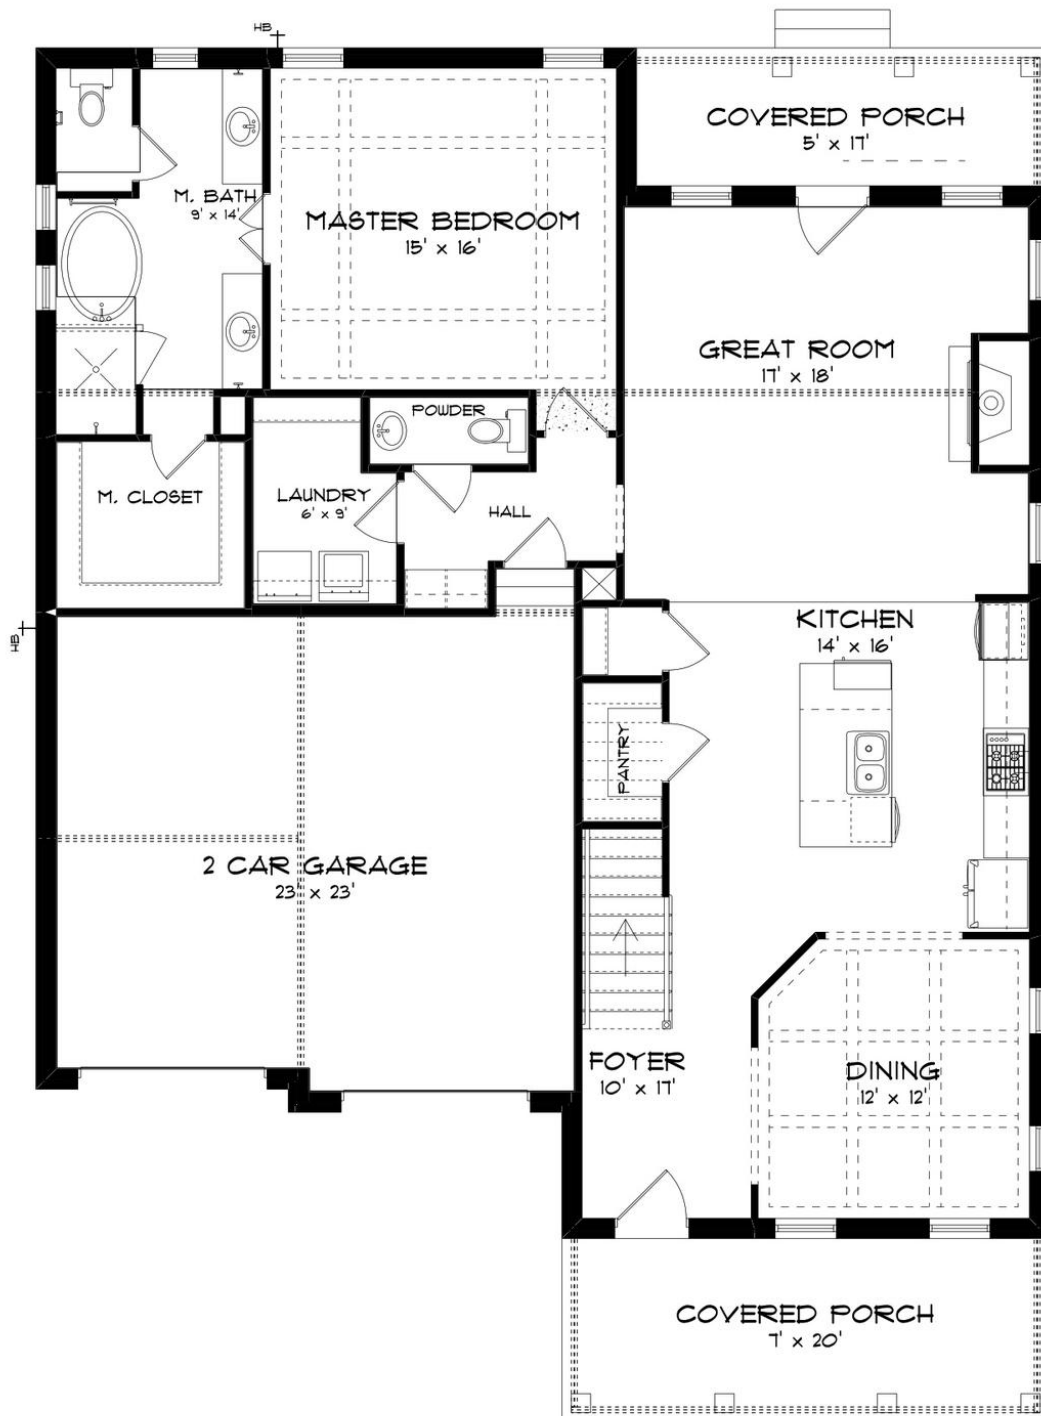 HB
COVERED PORCH
5' x 17'
M. BATH
9' x 14'
MASTER BEDROOM
15' x 16'
GREAT ROOM
17' x 18'
POWDER
M. CLOSET
LAUNDRY
6' x 9'
HALL
HB
KITCHEN
14' x 16'
PANTRY
2 CAR GARAGE
23' x 23'
FOYER
10' x 17'
DINING
12' x 12'
COVERED PORCH
7' x 20'